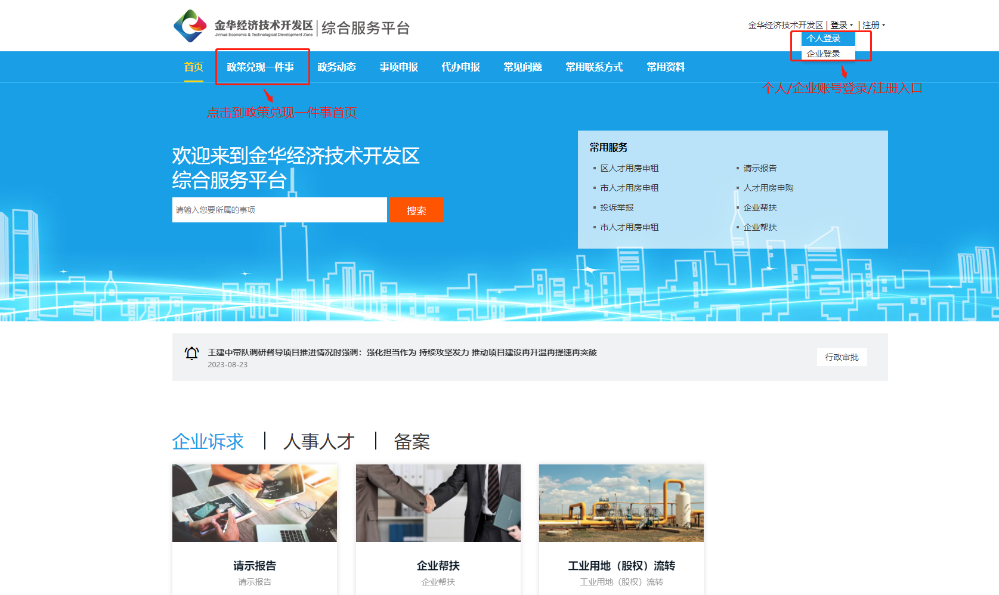 金华经济技术开发区
Jinhua Economic & Technological Development Zone
综合服务平台
金华经济技术开发区 | 登录 | 注册
个人登录
企业登录
首页 政策兑现一件事 政务动态 事项申报 代办申报 常见问题 常用联系方式 常用资料
个人/企业账号登录/注册入口
点击到政策兑现一件事首页
欢迎来到金华经济技术开发区
综合服务平台
请输入您要所属的事项
搜索
常用服务
区人才用房申租
请示报告
市人才用房申租
人才用房申购
投诉举报
企业帮扶
市人才用房申租
企业帮扶
王建中带队调研督导项目推进情况时强调：强化担当作为 持续攻坚发力 推动项目建设再升温再提速再突破
2023-08-23
行政审批
企业诉求 | 人事人才 | 备案
请示报告
请示报告
企业帮扶
企业帮扶
工业用地（股权）流转
工业用地（股权）流转